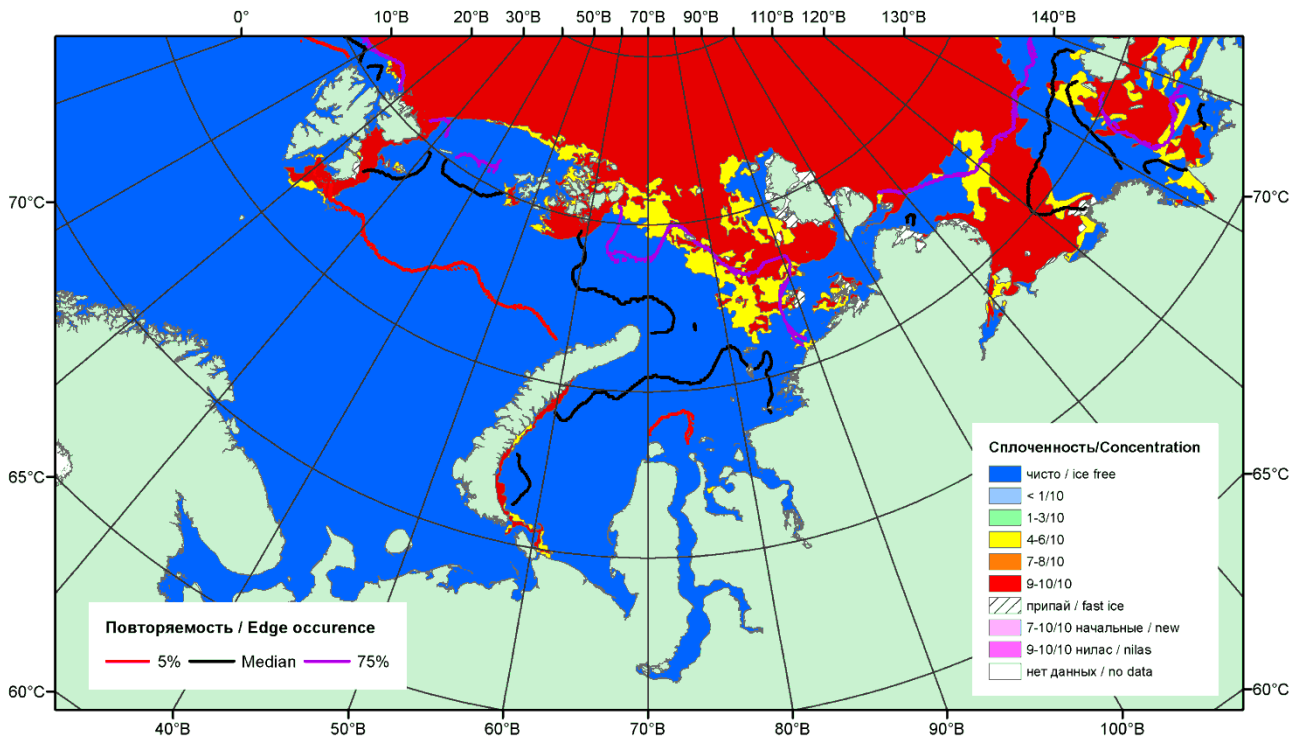 0° 10°В 20°В 30°В 50°В 70°В 90°В 110°В 120°В 130°В 140°В
70°С 70°С
65°С 65°С
60°С 60°С
Сплоченность/Concentration
чисто / ice free
< 1/10
1-3/10
4-6/10
7-8/10
9-10/10
припай / fast ice
7-10/10 начальные / new
9-10/10 нилас / nilas
нет данных / no data
Повторяемость / Edge occurence
5% Median 75%
40°В 50°В 60°В 70°В 80°В 90°В 100°В